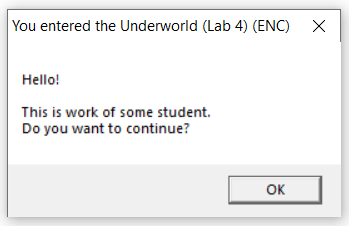 You entered the Underworld (Lab 4) (ENC)
Hello!
This is work of some student.
Do you want to continue?
OK